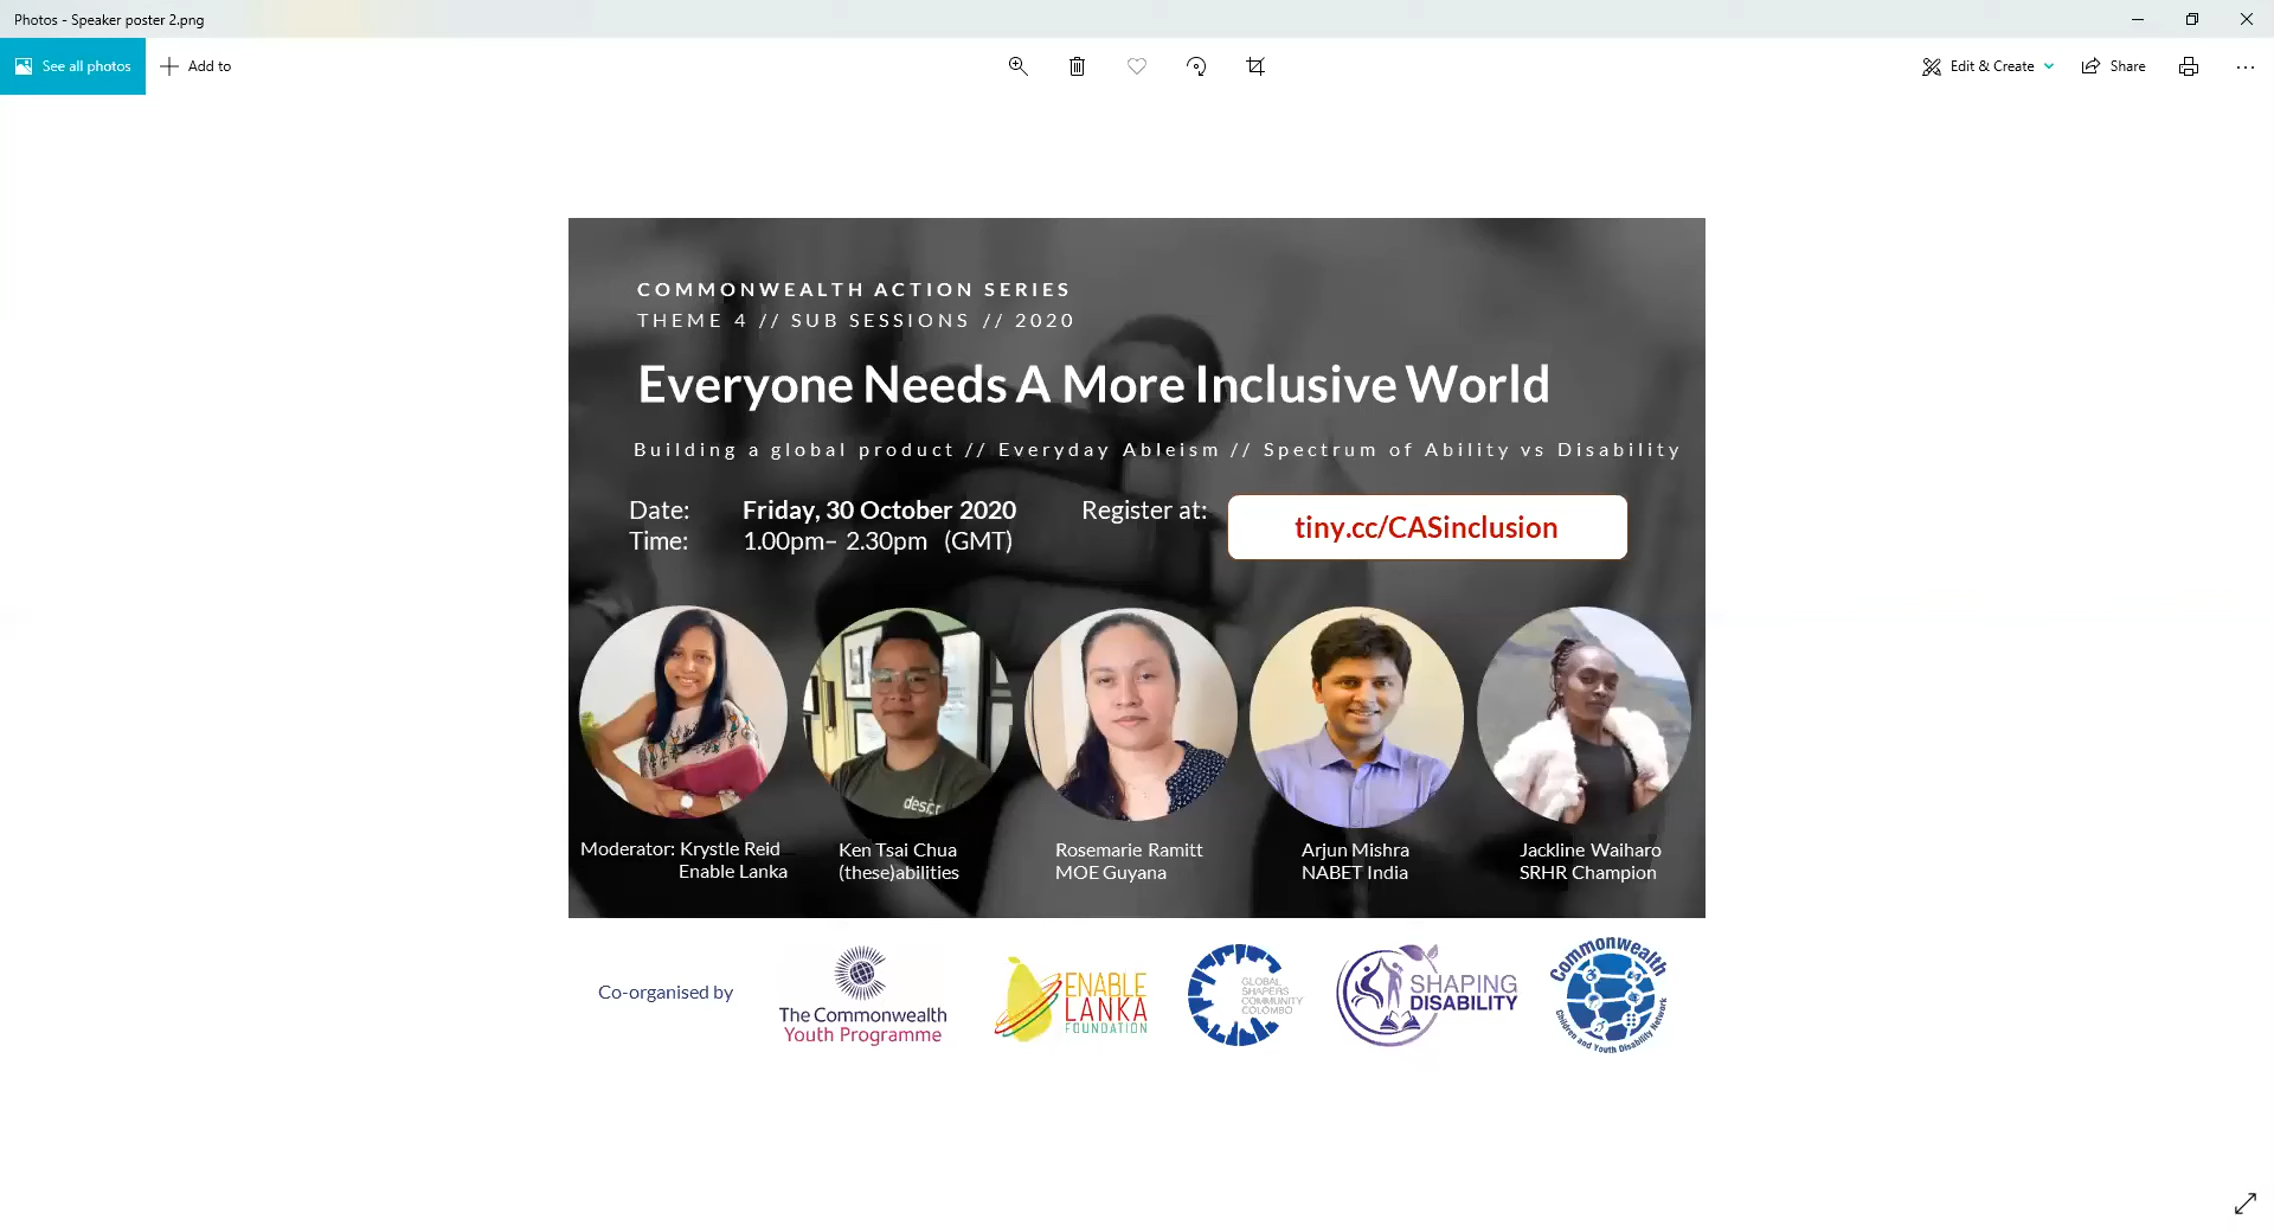 Photos - Speaker poster 2.png
See all photos
Add to
Edit & Create
Share
COMMONWEALTH ACTION SERIES
THEME 4 // SUB SESSIONS // 2020
Everyone Needs A More Inclusive World
Building a global product // Everyday Ableism // Spectrum of Ability vs Disability
Date: Friday, 30 October 2020
Time: 1.00pm– 2.30pm (GMT)
Register at:
tiny.cc/CASinclusion
Moderator: Krystle Reid
Enable Lanka
Ken Tsai Chua
(these)abilities
Rosemarie Ramitt
MOE Guyana
Arjun Mishra
NABET India
Jackline Waiharo
SRHR Champion
Co-organised by
The Commonwealth
Youth Programme
ENABLE
LANKA
FOUNDATION
GLOBAL
SHAPERS
COMMUNITY
COLOMBO
SHAPING
DISABILITY
Commonwealth
Children and Youth Disability Network